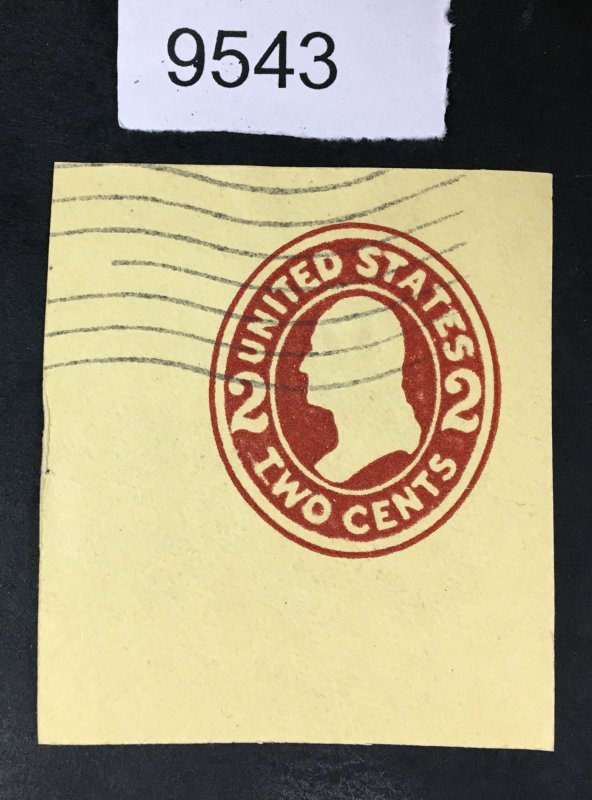 9543
UNITED STATES
2 2
TWO CENTS